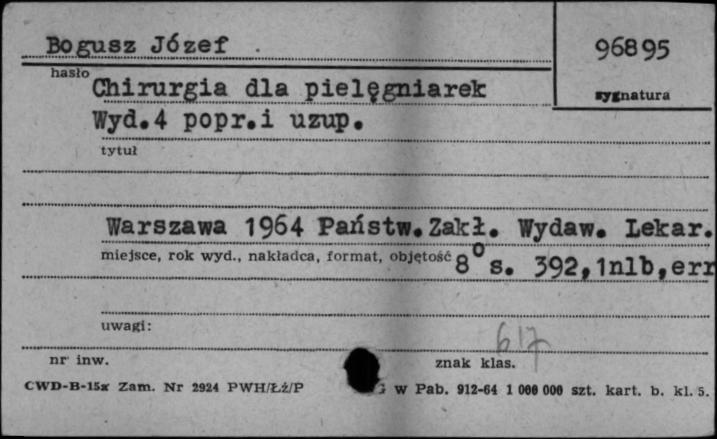 Bogusz Józef .
96895
hasło
sygnatura
Chirurgia dla pielęgniarek
Wyd.4 popr.i uzup.
tytuł
Warszawa 1964 Państw.Zakł. Wydaw. Lekar.
miejsce, rok wyd., nakładca, format, objętość
8⁰ s. 392,1nlb,err
uwagi:
617
nr inw.
znak klas.
CWD-B-15x Zam. Nr 2924 PWH/Łż/P
G w Pab. 912-64 1 000 000 szt. kart. b. kl. 5.